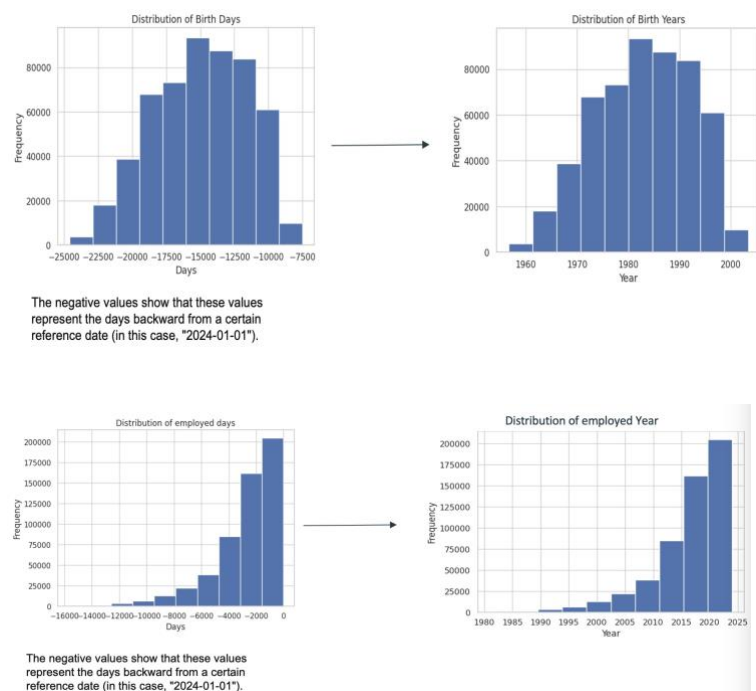 Distribution of Birth Days
80000
60000
40000
20000
0
Frequency
−25000 −22500 −20000 −17500 −15000 −12500 −10000 −7500
Days
Distribution of Birth Years
80000
60000
40000
20000
0
Frequency
1960 1970 1980 1990 2000
Year
The negative values show that these values
represent the days backward from a certain
reference date (in this case, "2024-01-01").
Distribution of employed days
200000
175000
150000
125000
100000
75000
50000
25000
0
Frequency
−16000−14000−12000−10000 −8000 −6000 −4000 −2000 0
Days
Distribution of employed Year
200000
175000
150000
125000
100000
75000
50000
25000
0
Frequency
1980 1985 1990 1995 2000 2005 2010 2015 2020 2025
Year
The negative values show that these values
represent the days backward from a certain
reference date (in this case, "2024-01-01").